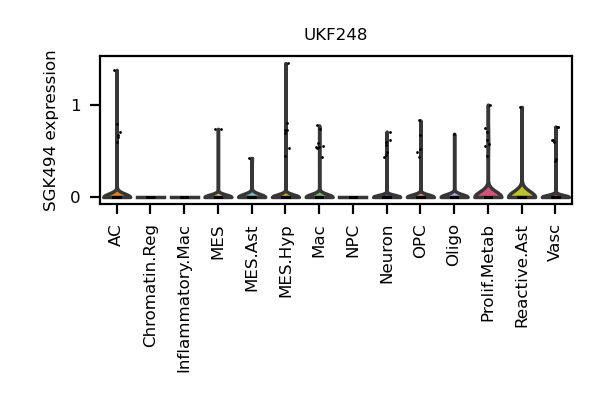 UKF248
SGK494 expression
1
0
AC
Chromatin.Reg
Inflammatory.Mac
MES
MES.Ast
MES.Hyp
Mac
NPC
Neuron
OPC
Oligo
Prolif.Metab
Reactive.Ast
Vasc